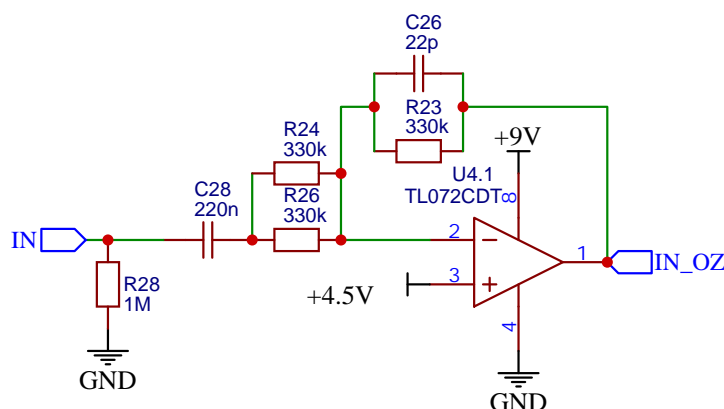 C26
22p
R24
330k
R23
330k
+9V
C28
220n
R26
330k
U4.1
TL072CDT
8
IN
2
1
IN_OZ
3
R28
1M
+4.5V
4
GND
GND